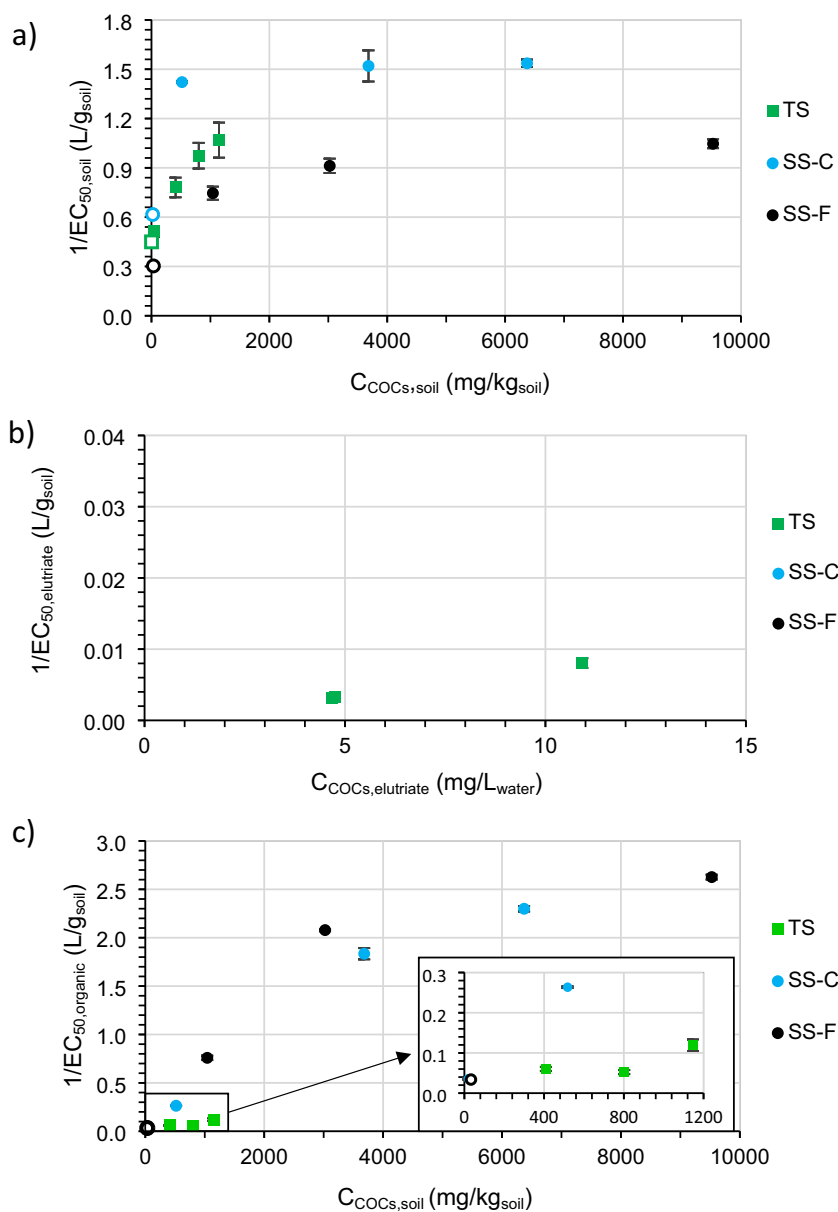 a)
1.8
1.5
1.2
0.9
0.6
0.3
0.0
1/EC50,soil (L/gsoil)
0 2000 4000 6000 8000 10000
CCOCs,soil (mg/kgsoil)
TS
SS-C
SS-F
b)
0.04
0.03
0.02
0.01
0.00
1/EC50,elutriate (L/gsoil)
0 5 10 15
CCOCs,elutriate (mg/Lwater)
TS
SS-C
SS-F
c)
3.0
2.5
2.0
1.5
1.0
0.5
0.0
1/EC50,organic (L/gsoil)
0.3
0.2
0.1
0.0
0 400 800 1200
0 2000 4000 6000 8000 10000
CCOCs,soil (mg/kgsoil)
TS
SS-C
SS-F